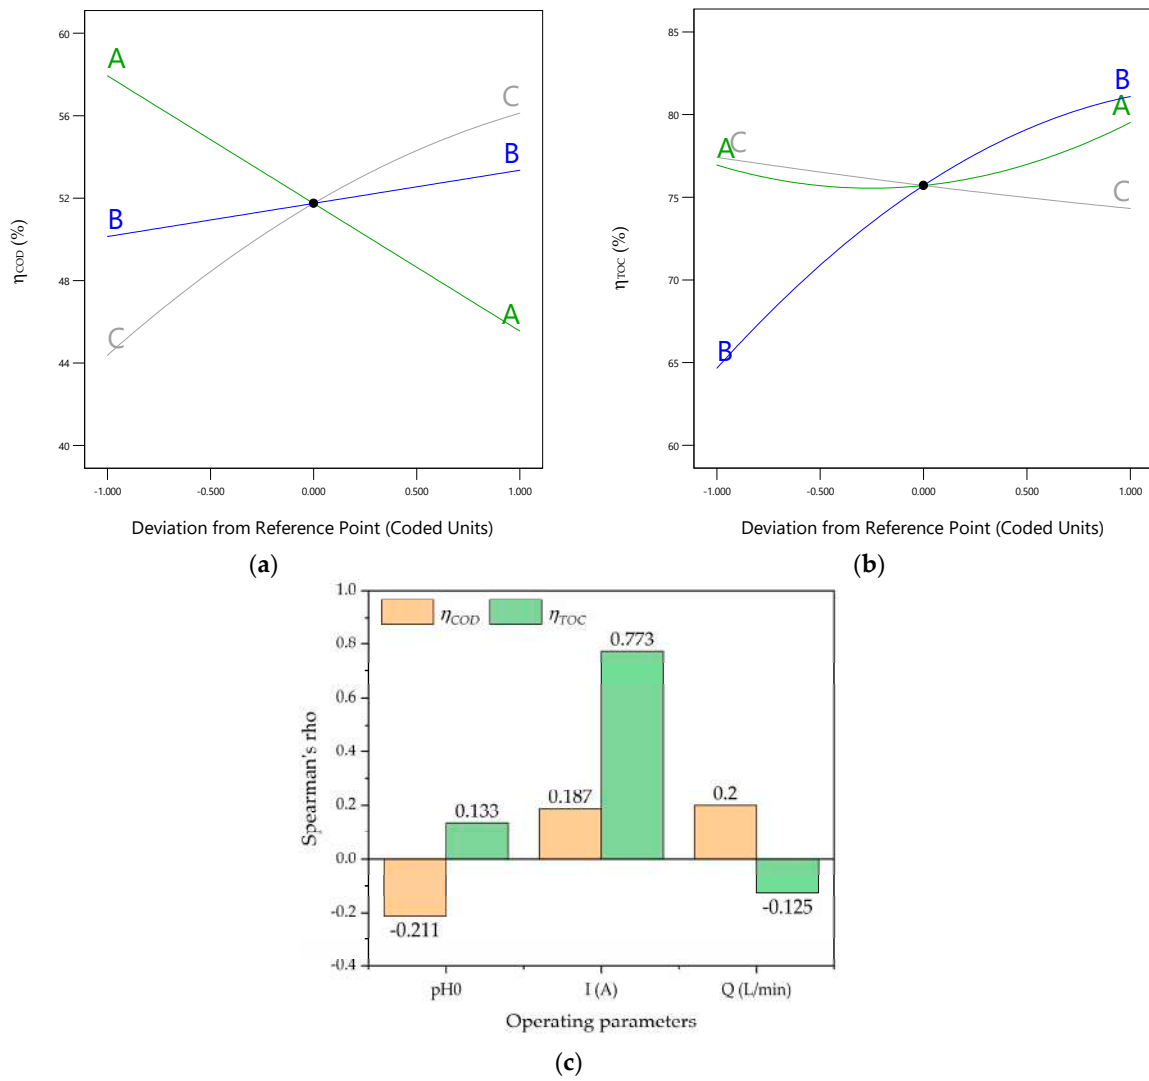 60
56
52
48
44
40
ηCOD (%)
A
B
C
C
B
A
-1.000
-0.500
0.000
0.500
1.000
Deviation from Reference Point (Coded Units)
(a)
85
80
75
70
65
60
ηTOC (%)
A
C
B
B
A
C
-1.000
-0.500
0.000
0.500
1.000
Deviation from Reference Point (Coded Units)
(b)
1.0
0.8
0.6
0.4
0.2
0.0
-0.2
-0.4
Spearman's rho
ηCOD
ηTOC
-0.211
0.133
0.187
0.773
0.2
-0.125
pH0
I (A)
Q (L/min)
Operating parameters
(c)